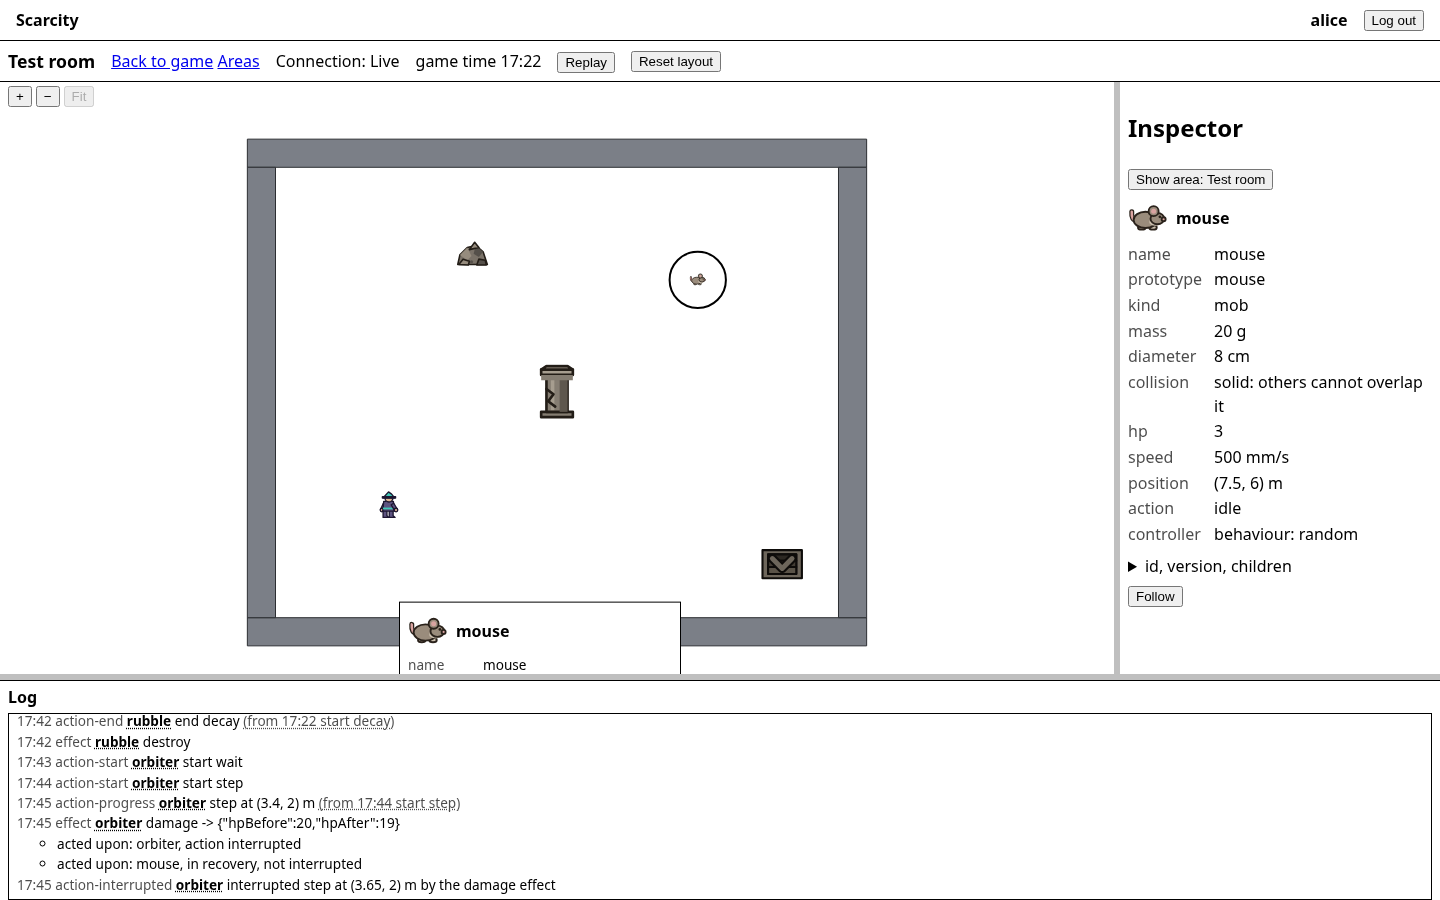 Scarcity
alice
Log out
Test room
Back to game Areas
Connection: Live
game time 17:22
Replay
Reset layout
+
−
Fit
Inspector
Show area: Test room
mouse
name mouse
prototype mouse
kind mob
mass 20 g
diameter 8 cm
collision solid: others cannot overlap
it
hp 3
speed 500 mm/s
position (7.5, 6) m
action idle
controller behaviour: random
id, version, children
Follow
mouse
name mouse
Log
17:42 action-end rubble end decay (from 17:22 start decay)
17:42 effect rubble destroy
17:43 action-start orbiter start wait
17:44 action-start orbiter start step
17:45 action-progress orbiter step at (3.4, 2) m (from 17:44 start step)
17:45 effect orbiter damage -> {"hpBefore":20,"hpAfter":19}
acted upon: orbiter, action interrupted
acted upon: mouse, in recovery, not interrupted
17:45 action-interrupted orbiter interrupted step at (3.65, 2) m by the damage effect